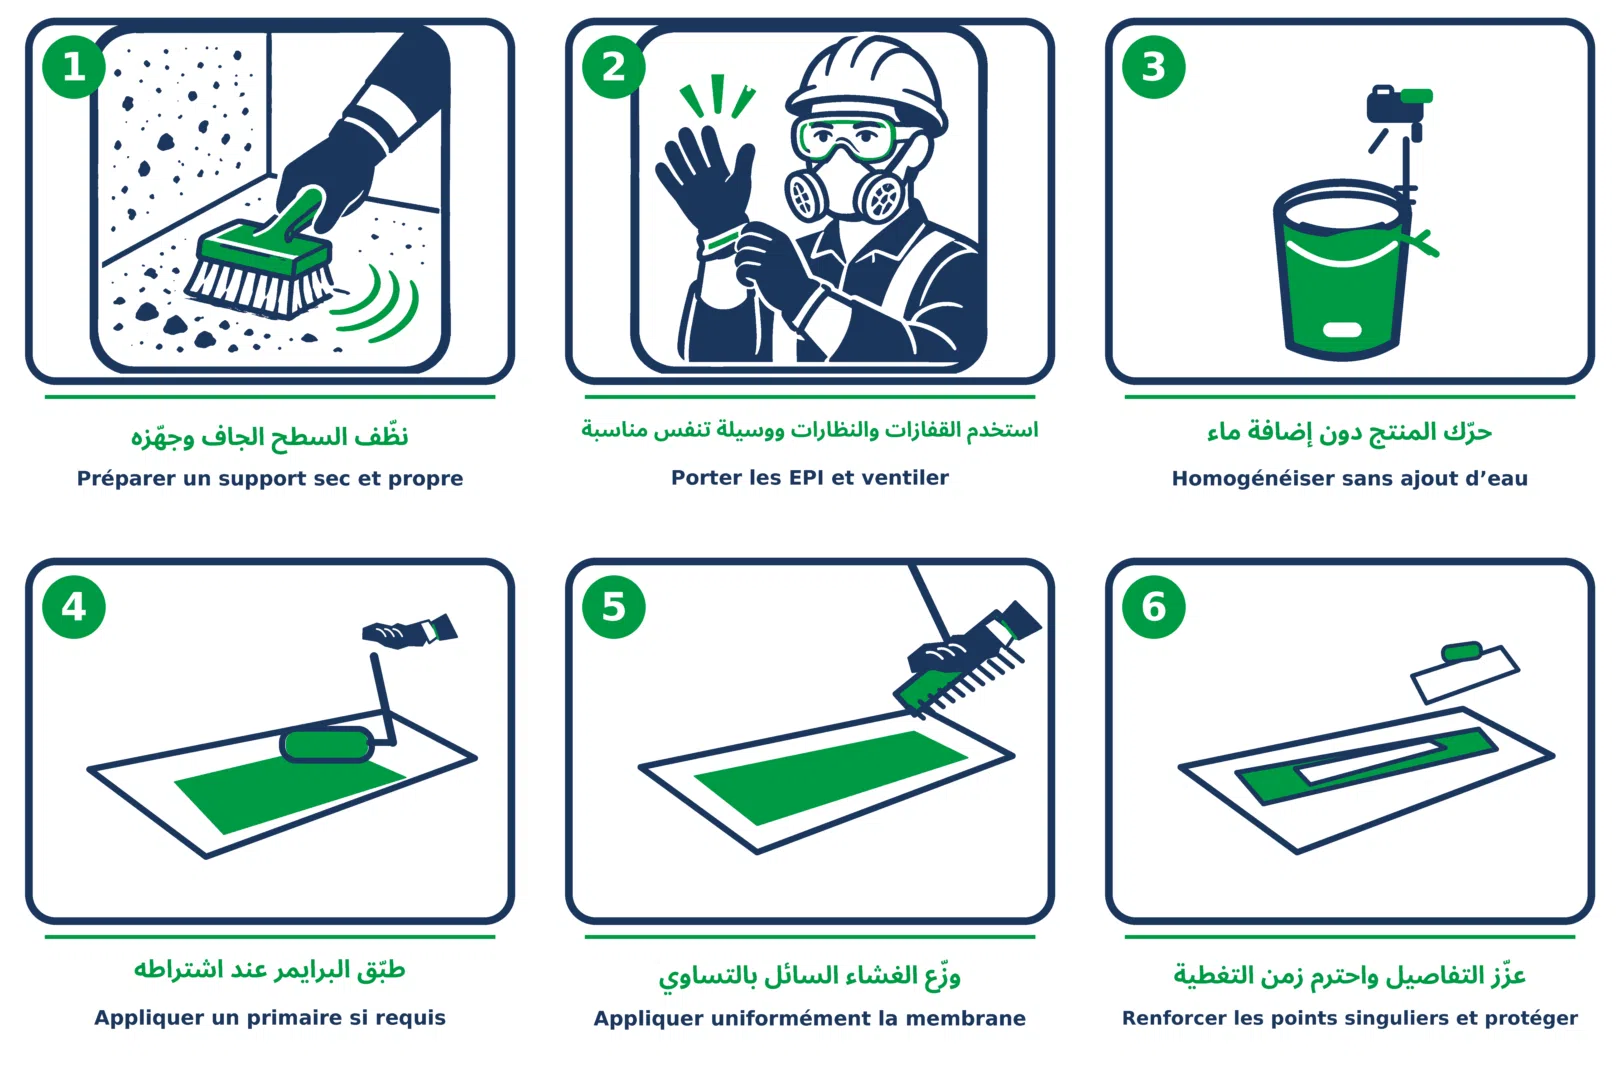 1
نظّف السطح الجاف وجهّزه
Préparer un support sec et propre
2
استخدم القفازات والنظارات ووسيلة تنفس مناسبة
Porter les EPI et ventiler
3
حرّك المنتج دون إضافة ماء
Homogénéiser sans ajout d’eau
4
طبّق البرايمر عند اشتراطه
Appliquer un primaire si requis
5
وزّع الغشاء السائل بالتساوي
Appliquer uniformément la membrane
6
عزّز التفاصيل واحترم زمن التغطية
Renforcer les points singuliers et protéger